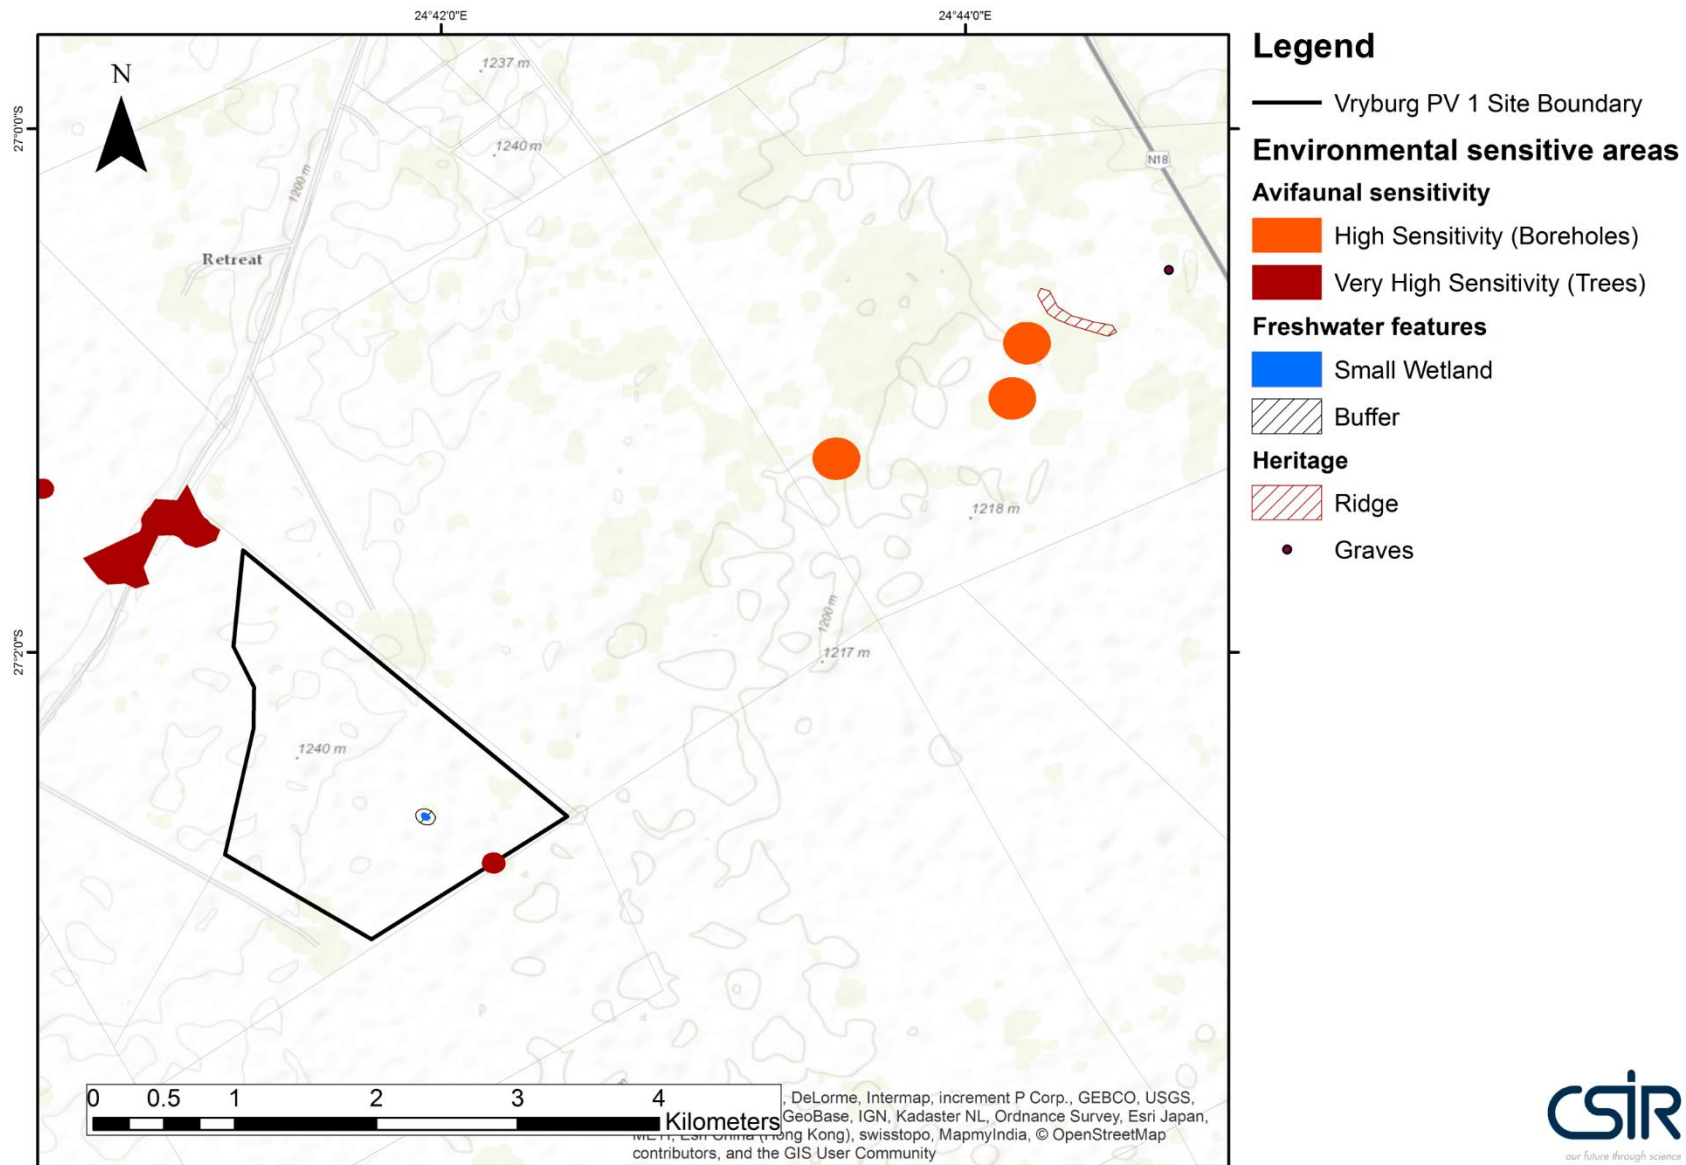 24°42'0"E
24°44'0"E
27°0'0"S
27°2'0"S
N
1237 m
1240 m
1200 m
Retreat
N18
1218 m
1200 m
1217 m
1240 m
0 0.5 1 2 3 4
Kilometers
, DeLorme, Intermap, increment P Corp., GEBCO, USGS,
GeoBase, IGN, Kadaster NL, Ordnance Survey, Esri Japan,
METI, Esri China (Hong Kong), swisstopo, MapmyIndia, © OpenStreetMap
contributors, and the GIS User Community
Legend
Vryburg PV 1 Site Boundary
Environmental sensitive areas
Avifaunal sensitivity
High Sensitivity (Boreholes)
Very High Sensitivity (Trees)
Freshwater features
Small Wetland
Buffer
Heritage
Ridge
Graves
CSIR
our future through science